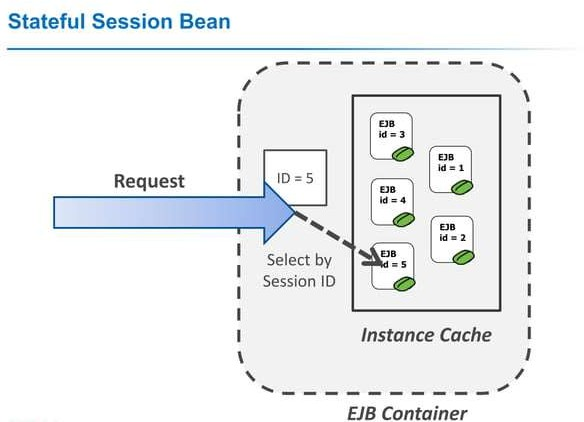 Stateful Session Bean
Request
ID = 5
Select by
Session ID
EJB
id = 3
EJB
id = 1
EJB
id = 4
EJB
id = 2
EJB
id = 5
Instance Cache
EJB Container